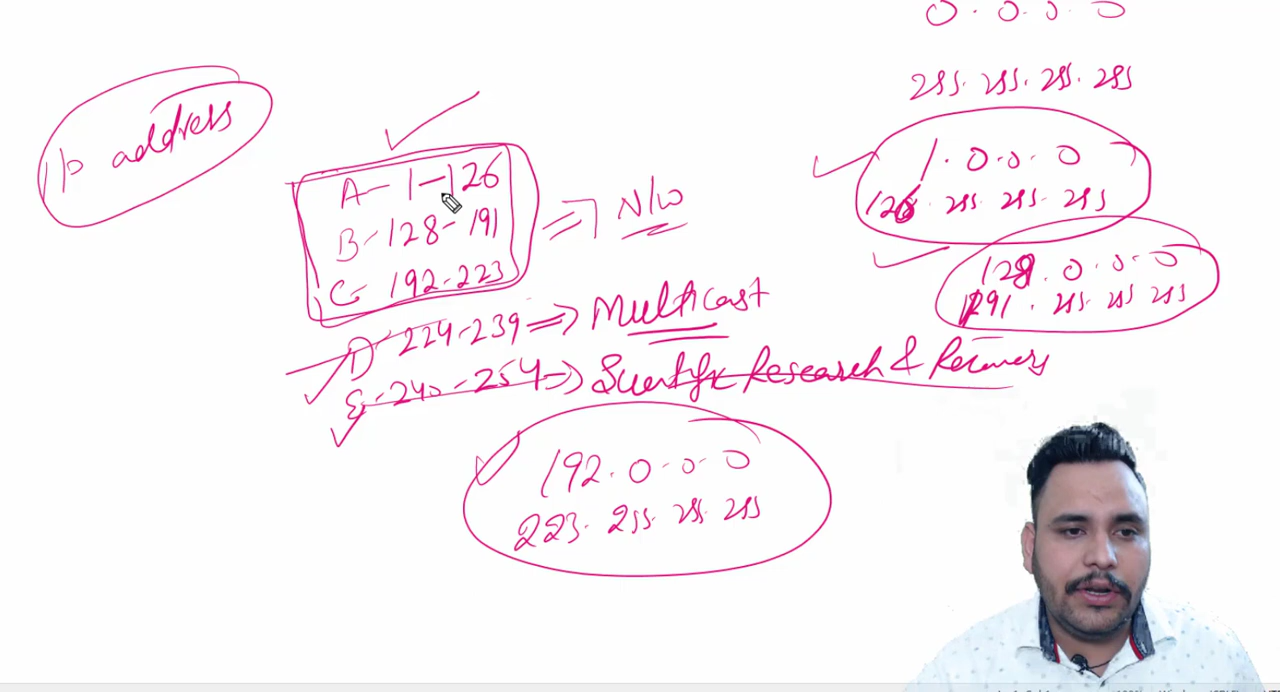 0.0.0.0
255.255.255.255
IP address
A- 1-126
B-128-191
C- 192-223
=> N/W
D 224-239 => Multicast
E-240-254=> Scientific Research &
1.0.0.0
126.255.255.255
128.0.0.0
191.255.255.255
192.0.0.0
223.255.255.255